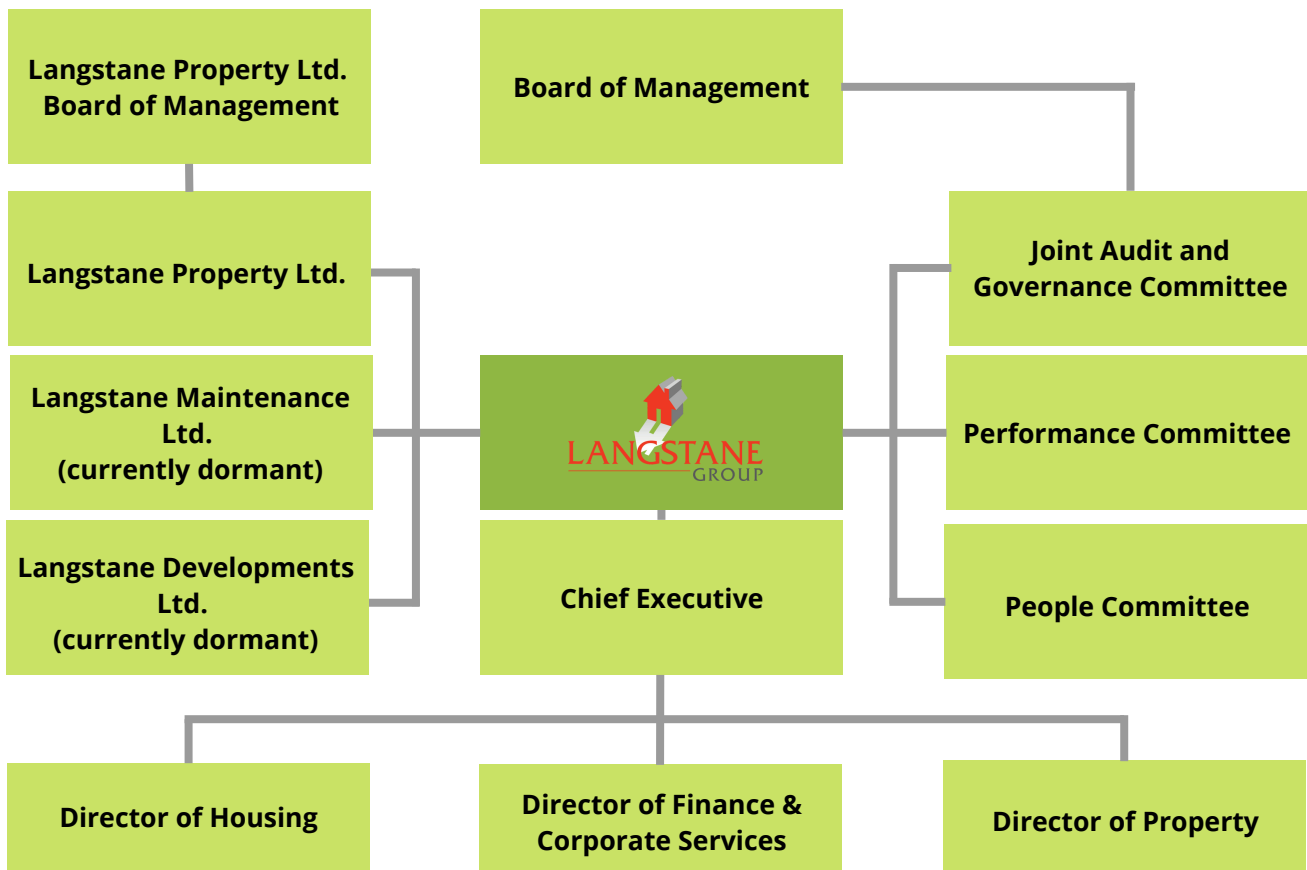 Langstane Property Ltd.
Board of Management
Board of Management
Langstane Property Ltd.
Joint Audit and
Governance Committee
Langstane Maintenance
Ltd.
(currently dormant)
LANGSTANE
GROUP
Performance Committee
Langstane Developments
Ltd.
(currently dormant)
Chief Executive
People Committee
Director of Housing
Director of Finance &
Corporate Services
Director of Property